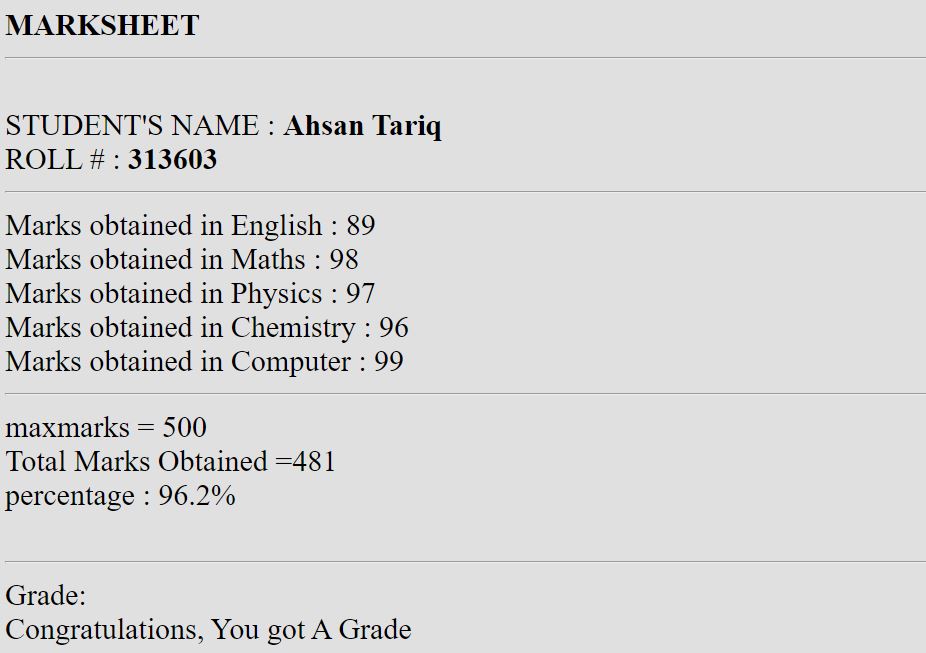 MARKSHEET
STUDENT'S NAME : Ahsan Tariq
ROLL # : 313603
Marks obtained in English : 89
Marks obtained in Maths : 98
Marks obtained in Physics : 97
Marks obtained in Chemistry : 96
Marks obtained in Computer : 99
maxmarks = 500
Total Marks Obtained =481
percentage : 96.2%
Grade:
Congratulations, You got A Grade